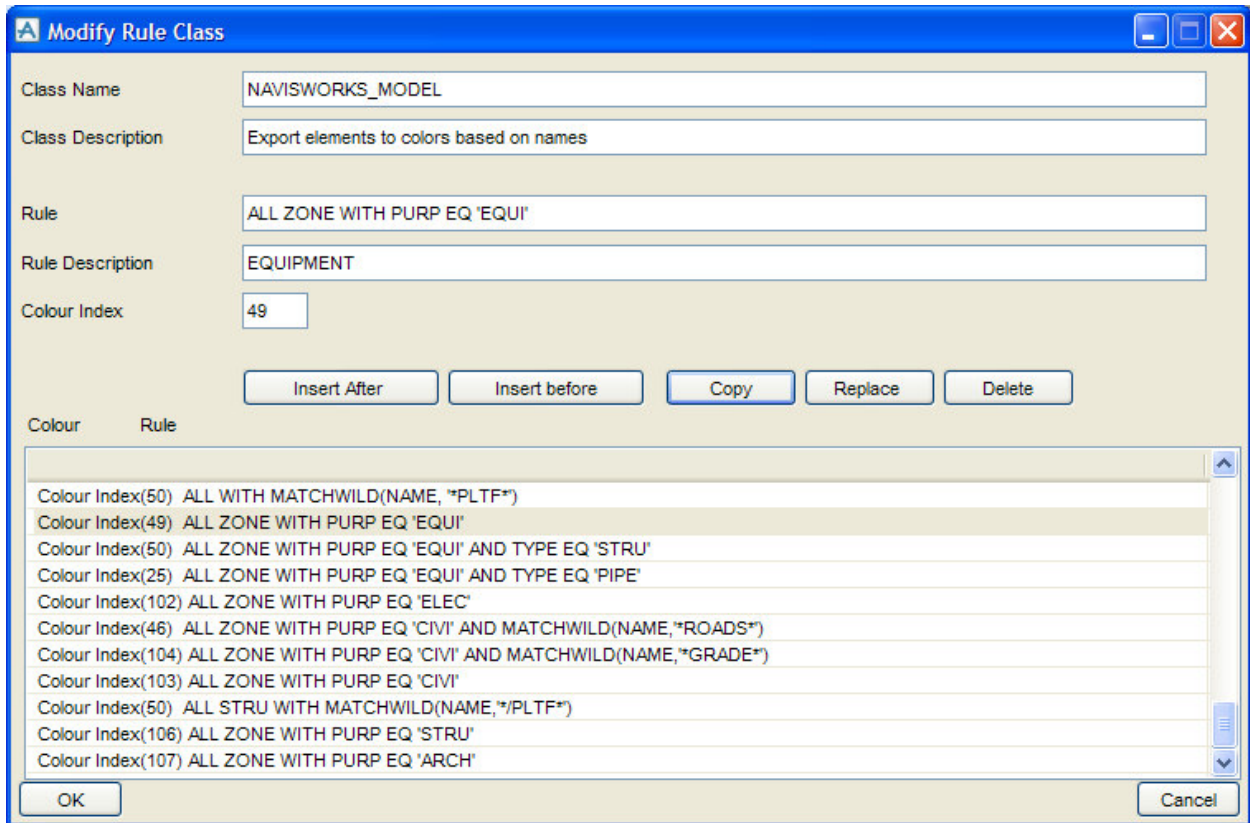 Modify Rule Class
Class Name NAVISWORKS_MODEL
Class Description Export elements to colors based on names
Rule ALL ZONE WITH PURP EQ 'EQUI'
Rule Description EQUIPMENT
Colour Index 49
Insert After Insert before Copy Replace Delete
Colour Rule
Colour Index(50) ALL WITH MATCHWILD(NAME, '*PLTF*')
Colour Index(49) ALL ZONE WITH PURP EQ 'EQUI'
Colour Index(50) ALL ZONE WITH PURP EQ 'EQUI' AND TYPE EQ 'STRU'
Colour Index(25) ALL ZONE WITH PURP EQ 'EQUI' AND TYPE EQ 'PIPE'
Colour Index(102) ALL ZONE WITH PURP EQ 'ELEC'
Colour Index(46) ALL ZONE WITH PURP EQ 'CIVI' AND MATCHWILD(NAME,'*ROADS*')
Colour Index(104) ALL ZONE WITH PURP EQ 'CIVI' AND MATCHWILD(NAME,'*GRADE*')
Colour Index(103) ALL ZONE WITH PURP EQ 'CIVI'
Colour Index(50) ALL STRU WITH MATCHWILD(NAME,'*/PLTF*')
Colour Index(106) ALL ZONE WITH PURP EQ 'STRU'
Colour Index(107) ALL ZONE WITH PURP EQ 'ARCH'
OK Cancel